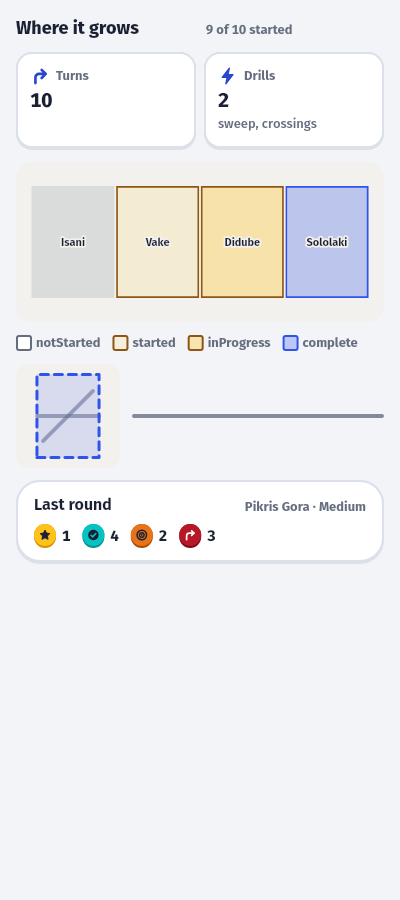 Where it grows
9 of 10 started
Turns
10
Drills
2
sweep, crossings
Isani
Vake
Didube
Sololaki
notStarted
started
inProgress
complete
Last round
Pikris Gora · Medium
1
4
2
3